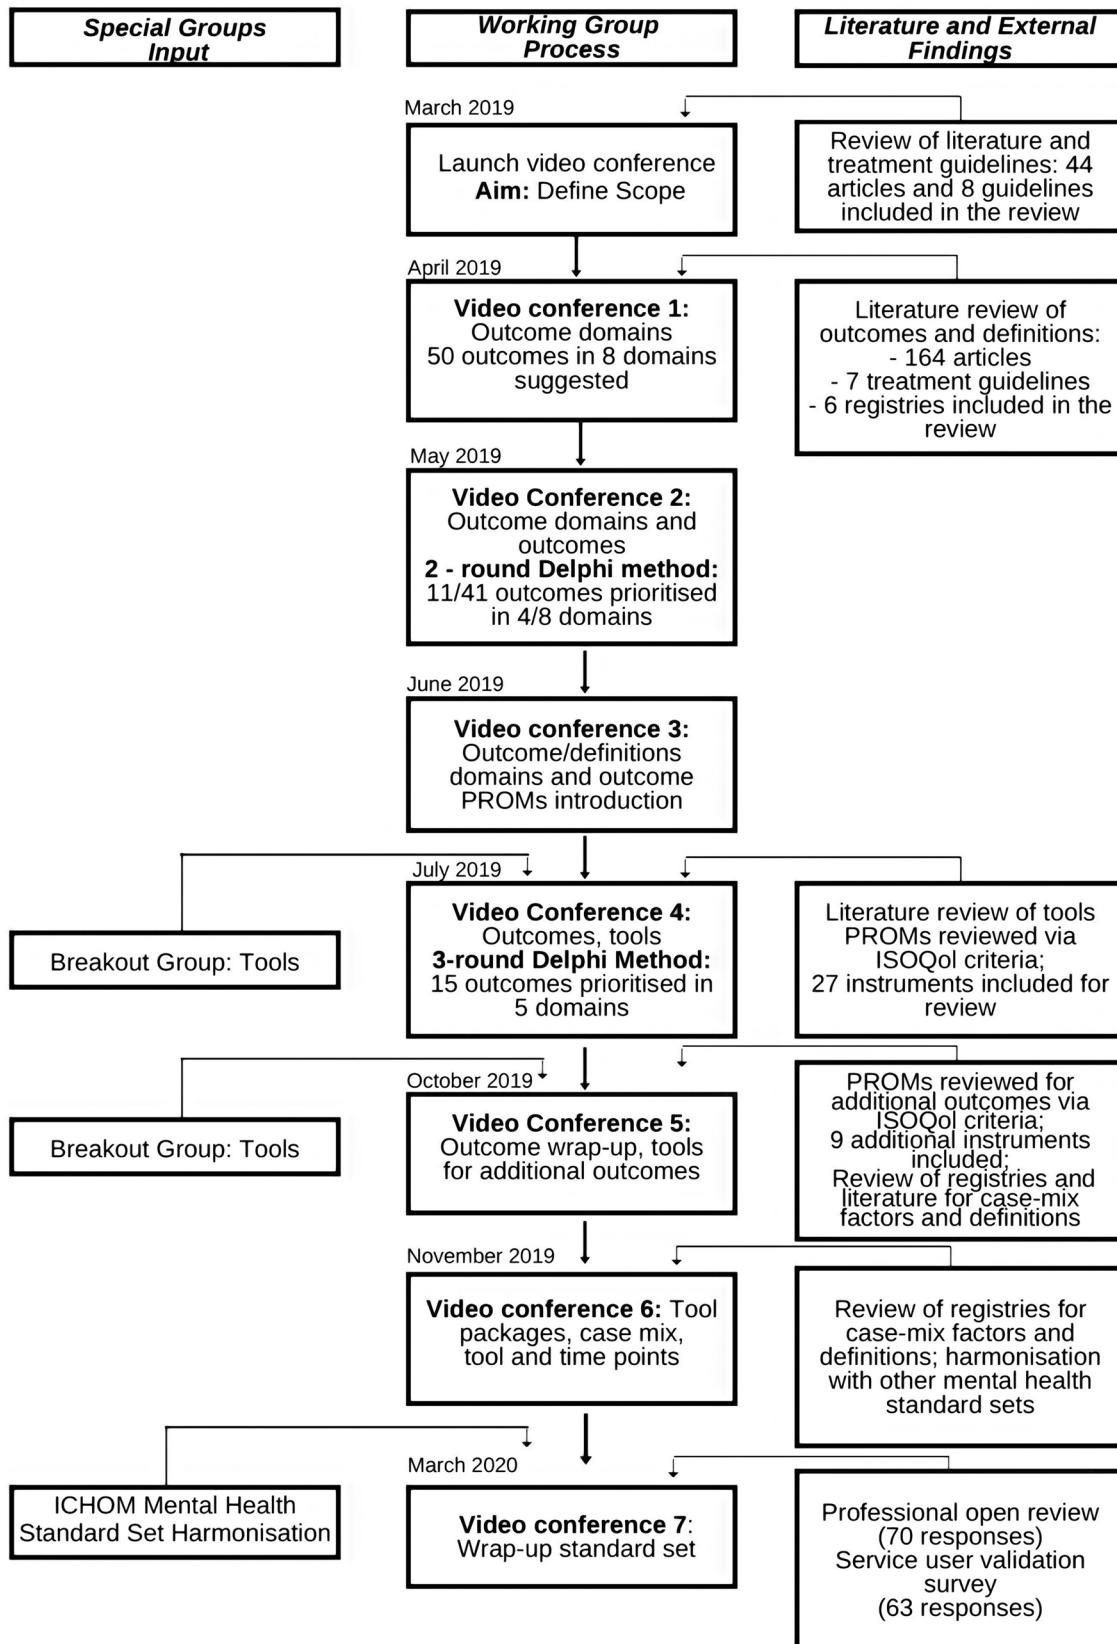 Special Groups
Input
Working Group
Process
Literature and External
Findings
March 2019
Launch video conference
Aim: Define Scope
Review of literature and
treatment guidelines: 44
articles and 8 guidelines
included in the review
April 2019
Video conference 1:
Outcome domains
50 outcomes in 8 domains
suggested
Literature review of
outcomes and definitions:
- 164 articles
- 7 treatment guidelines
- 6 registries included in the
review
May 2019
Video Conference 2:
Outcome domains and
outcomes
2 - round Delphi method:
11/41 outcomes prioritised
in 4/8 domains
June 2019
Video conference 3:
Outcome/definitions
domains and outcome
PROMs introduction
July 2019
Breakout Group: Tools
Video Conference 4:
Outcomes, tools
3-round Delphi Method:
15 outcomes prioritised in
5 domains
Literature review of tools
PROMs reviewed via
ISOQol criteria;
27 instruments included for
review
October 2019
Breakout Group: Tools
Video Conference 5:
Outcome wrap-up, tools
for additional outcomes
PROMs reviewed for
additional outcomes via
ISOQol criteria;
9 additional instruments
included;
Review of registries and
literature for case-mix
factors and definitions
November 2019
Video conference 6: Tool
packages, case mix,
tool and time points
Review of registries for
case-mix factors and
definitions; harmonisation
with other mental health
standard sets
March 2020
ICHOM Mental Health
Standard Set Harmonisation
Video conference 7:
Wrap-up standard set
Professional open review
(70 responses)
Service user validation
survey
(63 responses)